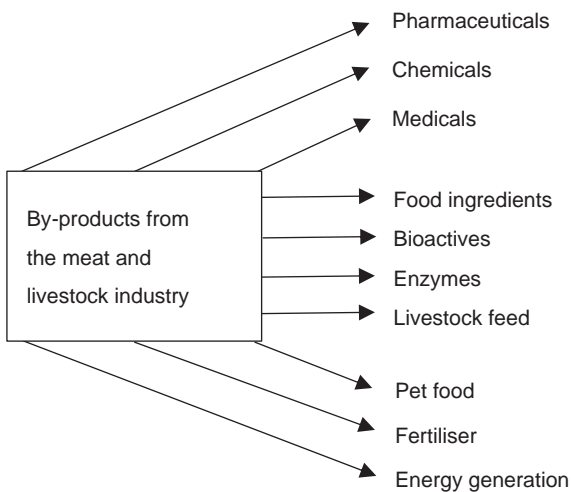 Pharmaceuticals
Chemicals
Medicals
By-products from
the meat and
livestock industry
Food ingredients
Bioactives
Enzymes
Livestock feed
Pet food
Fertiliser
Energy generation